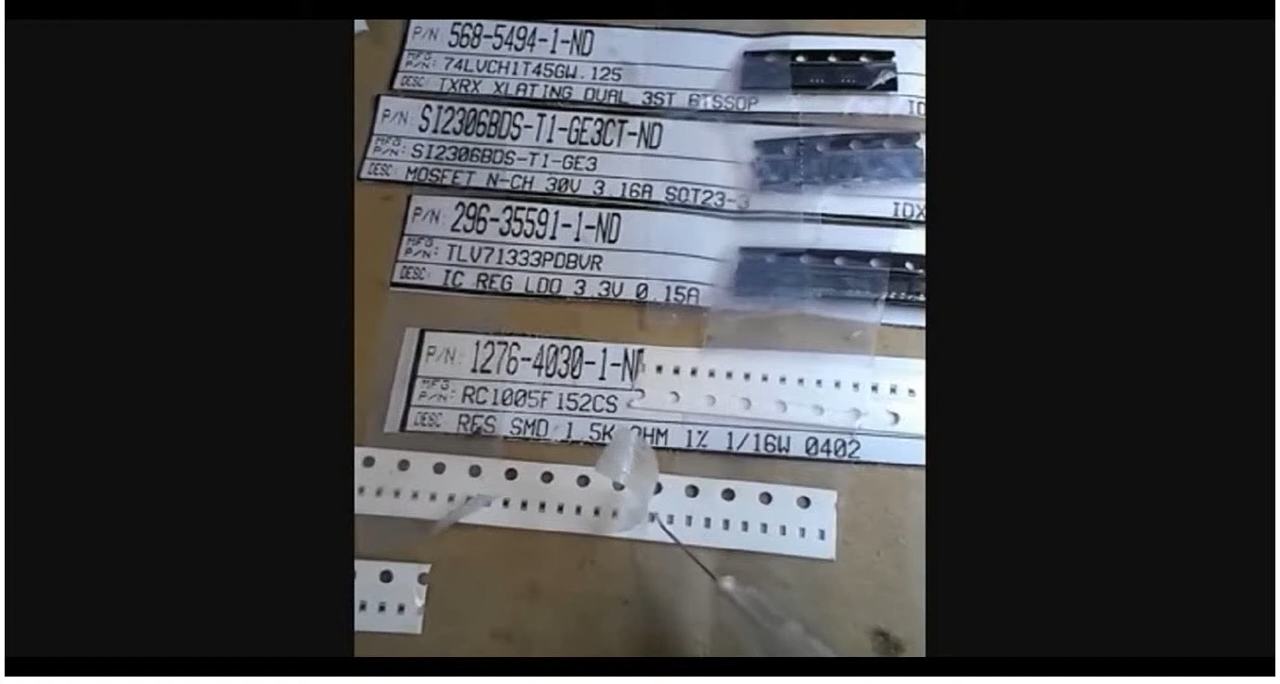 P/N 568-5494-1-ND
MFG. P/N: 74LVCH1T45GW.125
DESC: TXRX XLATING DUAL 3ST 6TSSOP
ID
P/N: SI2306BDS-T1-GE3CT-ND
MFG. P/N: SI2306BDS-T1-GE3
DESC: MOSFET N-CH 30V 3.16A SOT23-3
IDX
P/N: 296-35591-1-ND
MFG. P/N: TLV71333PDBVR
DESC: IC REG LDO 3.3V 0.15A
P/N: 1276-4030-1-ND
MFG. P/N: RC1005F152CS
DESC RES SMD 1.5K OHM 1% 1/16W 0402